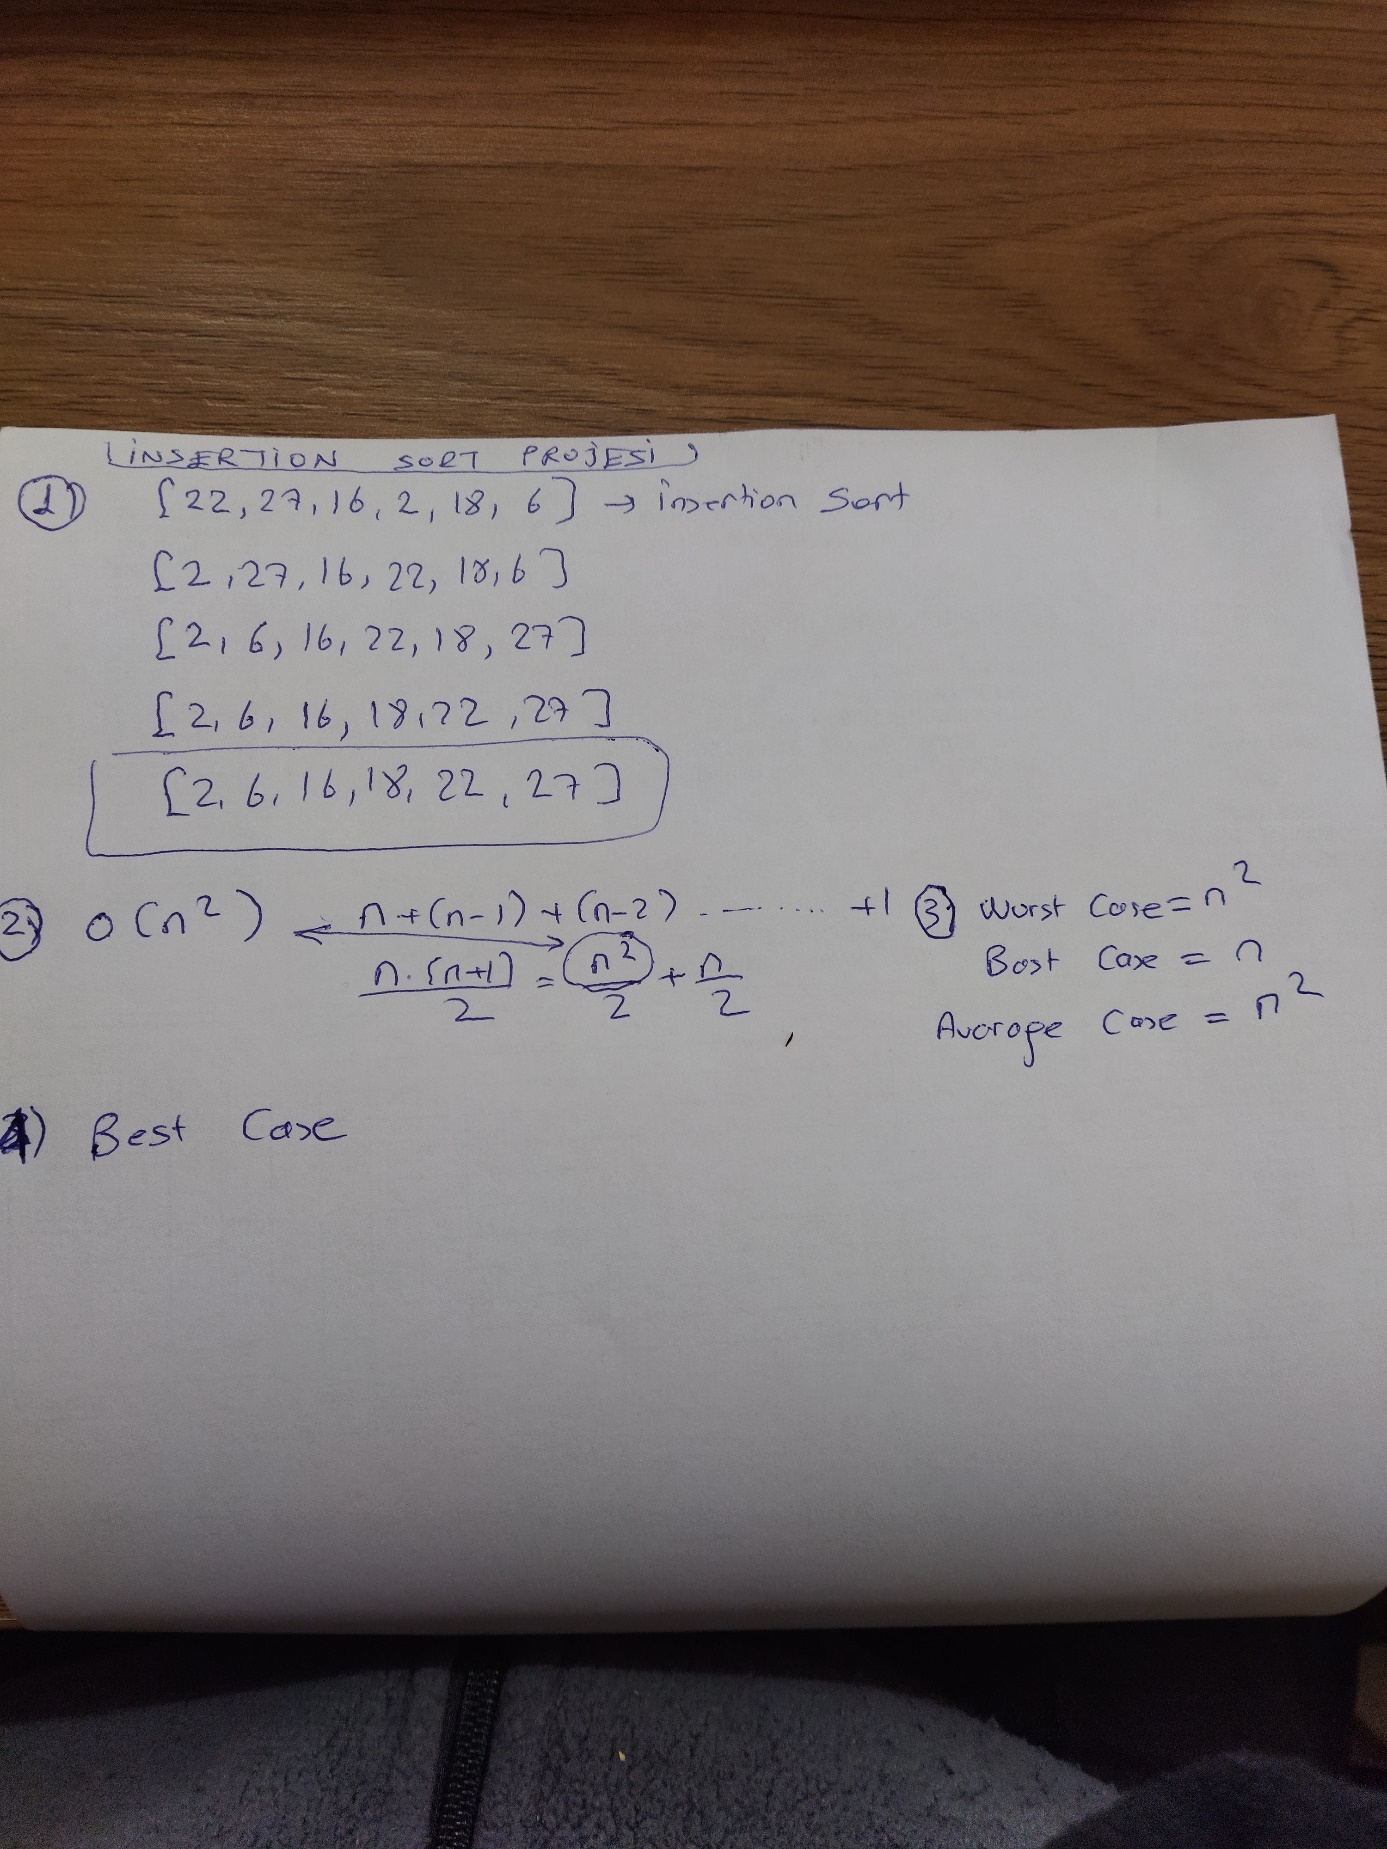 İNSERTİON SORT PROJESİ
1) [22, 27, 16, 2, 18, 6] → insertion Sort
[2, 27, 16, 22, 18, 6]
[2, 6, 16, 22, 18, 27]
[2, 6, 16, 18, 22, 27]
[2, 6, 16, 18, 22, 27]
2) O(n²) n+(n-1)+(n-2)........+1
n.(n+1)/2 = n²/2 + n/2
3) Worst Case = n²
Best Case = n
Average Case = n²
4) Best Case